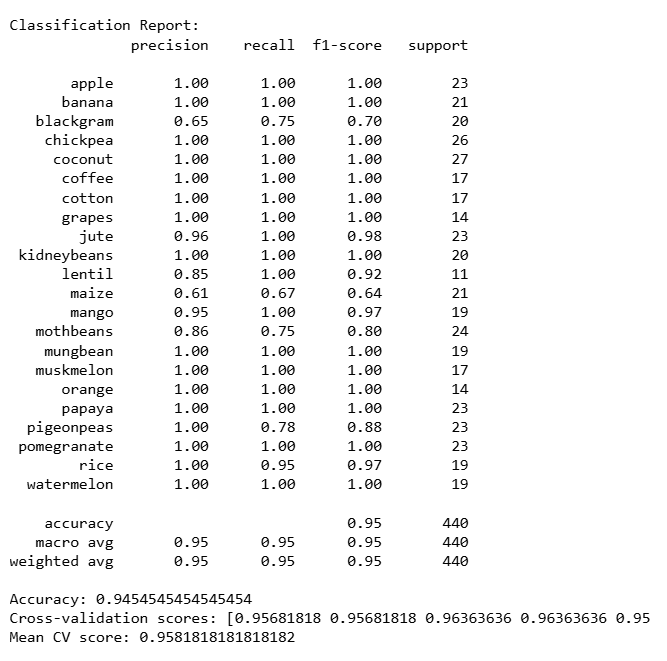 Classification Report:
precision recall f1-score support
apple 1.00 1.00 1.00 23
banana 1.00 1.00 1.00 21
blackgram 0.65 0.75 0.70 20
chickpea 1.00 1.00 1.00 26
coconut 1.00 1.00 1.00 27
coffee 1.00 1.00 1.00 17
cotton 1.00 1.00 1.00 17
grapes 1.00 1.00 1.00 14
jute 0.96 1.00 0.98 23
kidneybeans 1.00 1.00 1.00 20
lentil 0.85 1.00 0.92 11
maize 0.61 0.67 0.64 21
mango 0.95 1.00 0.97 19
mothbeans 0.86 0.75 0.80 24
mungbean 1.00 1.00 1.00 19
muskmelon 1.00 1.00 1.00 17
orange 1.00 1.00 1.00 14
papaya 1.00 1.00 1.00 23
pigeonpeas 1.00 0.78 0.88 23
pomegranate 1.00 1.00 1.00 23
rice 1.00 0.95 0.97 19
watermelon 1.00 1.00 1.00 19
accuracy 0.95 440
macro avg 0.95 0.95 0.95 440
weighted avg 0.95 0.95 0.95 440
Accuracy: 0.9454545454545454
Cross-validation scores: [0.95681818 0.95681818 0.96363636 0.96363636 0.95
Mean CV score: 0.9581818181818182